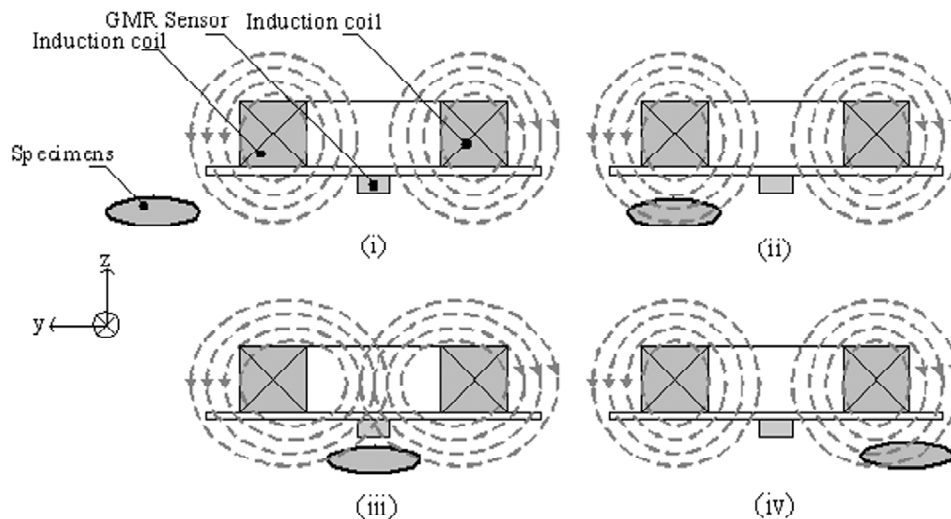 GMR Sensor
Induction coil
Induction coil
Specimens
(i)
(ii)
z
y
(iii)
(iv)